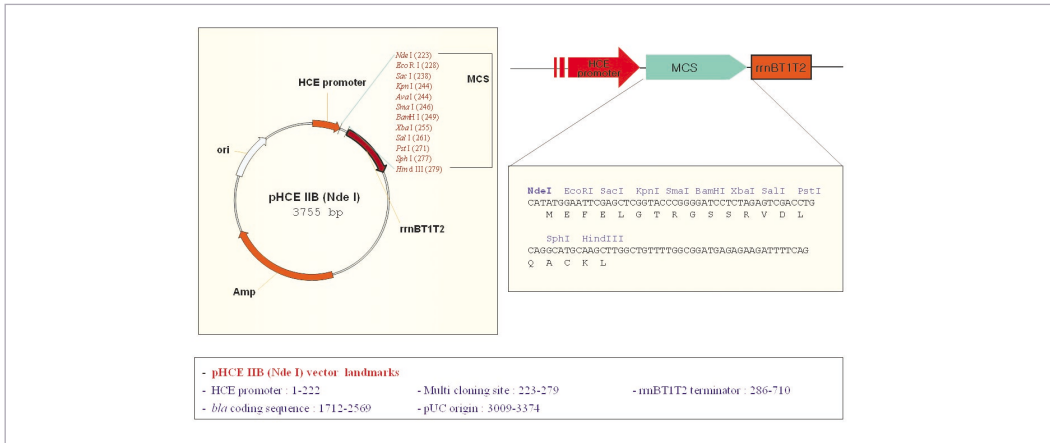 Nde I (223)
Eco R I (228)
Sac I (238)
Kpn I (244)
Ava I (244)
Sma I (246)
Bam H I (249)
Xba I (255)
Sal I (261)
Pst I (271)
Sph I (277)
Hind III (279)
MCS
HCE promoter
ori
pHCE IIB (Nde I)
3755 bp
rrnBT1T2
Amp
HCE
promoter
MCS
rrnBT1T2
NdeI EcoRI SacI KpnI SmaI BamHI XbaI SalI PstI
CATATGGAATTCGAGCTCGGTACCCGGGGATCCTCTAGAGTCGACCTG
M E F E L G T R G S S R V D L
SphI HindIII
CAGGCATGCAAGCTTGGCTGTTTTGGCGGATGAGAGAAGATTTTCAG
Q A C K L
- pHCE IIB (Nde I) vector landmarks
- HCE promoter : 1-222 - Multi cloning site : 223-279 - rrnBT1T2 terminator : 286-710
- bla coding sequence : 1712-2569 - pUC origin : 3009-3374